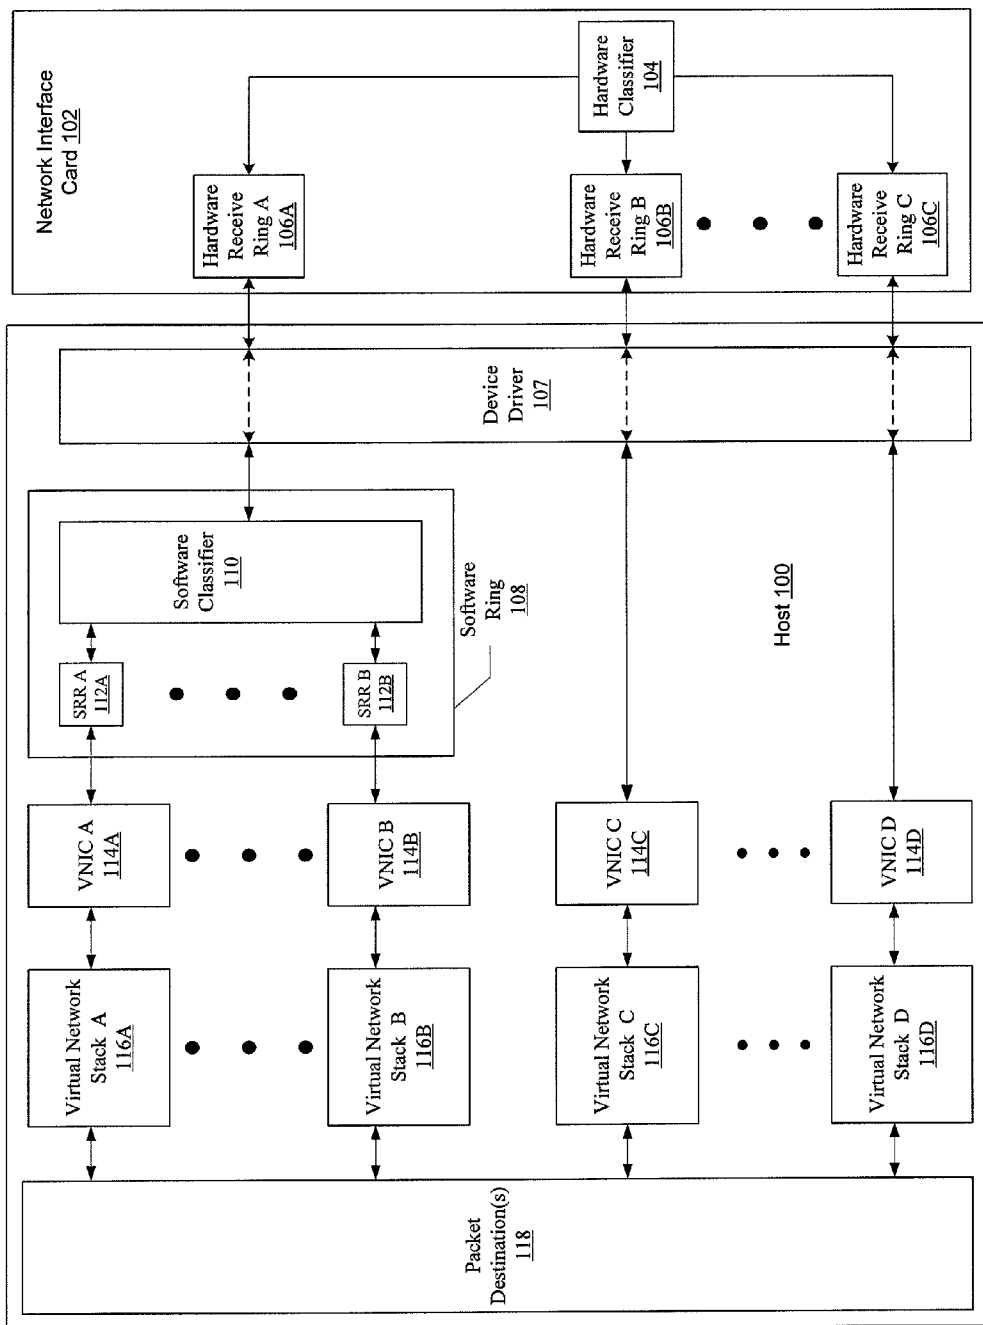 Packet
Destination(s)
118
Virtual Network
Stack A
116A
Virtual Network
Stack B
116B
Virtual Network
Stack C
116C
Virtual Network
Stack D
116D
VNIC A
114A
VNIC B
114B
VNIC C
114C
VNIC D
114D
SRR A
112A
SRR B
112B
Software
Classifier
110
Software
Ring
108
Host 100
Device
Driver
107
Network Interface
Card 102
Hardware
Receive
Ring A
106A
Hardware
Receive
Ring B
106B
Hardware
Receive
Ring C
106C
Hardware
Classifier
104